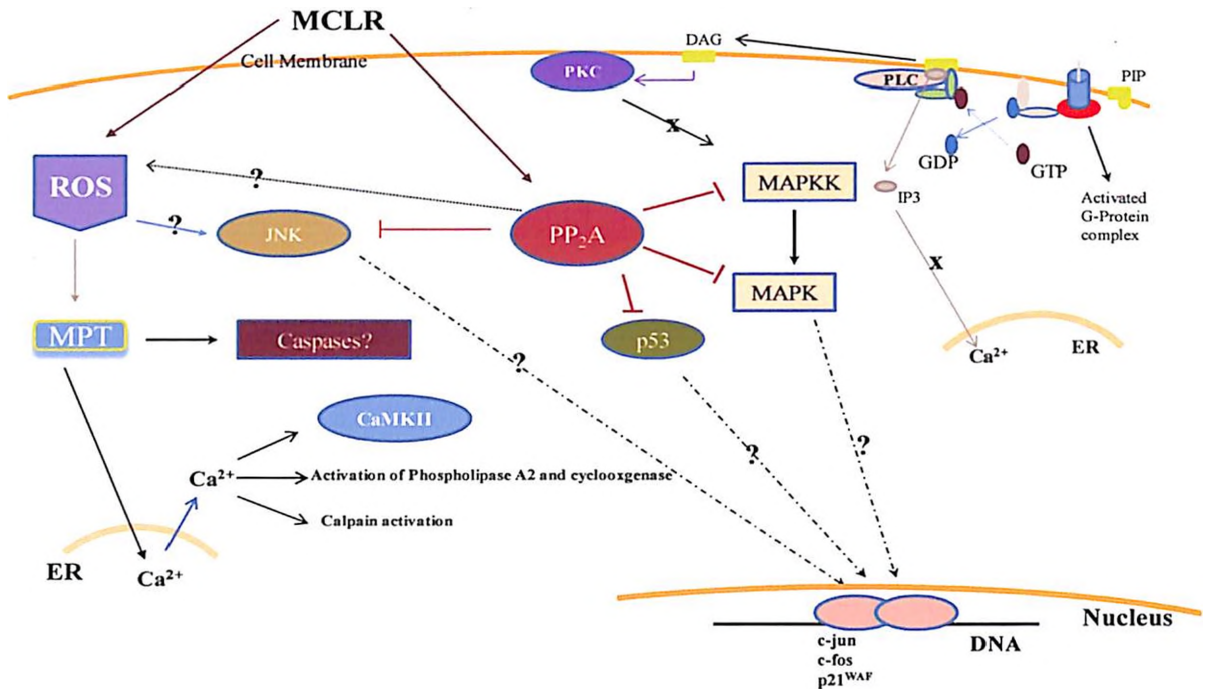 MCLR
Cell Membrane
DAG
PKC
PLC
PIP
X
GDP
GTP
ROS
?
MAPKK
IP3
Activated
G-Protein
complex
?
JNK
PP₂A
X
MAPK
MPT
Caspases?
p53
Ca²⁺
ER
?
CaMKII
?
?
Ca²⁺
Activation of Phospholipase A2 and cyclooxgenase
Calpain activation
ER
Ca²⁺
Nucleus
DNA
c-jun
c-fos
p21ᵂᴬᶠ